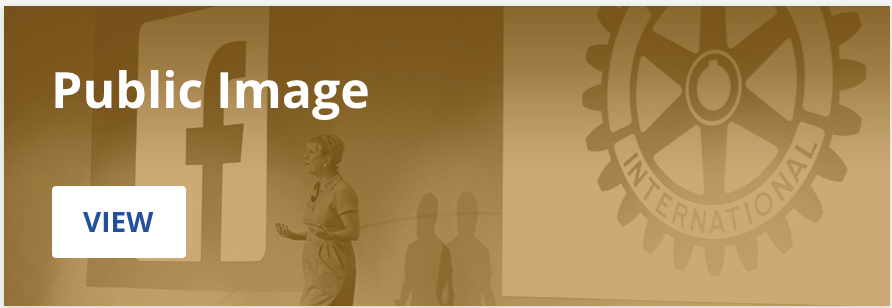 Public Image
VIEW
INTERNATIONAL